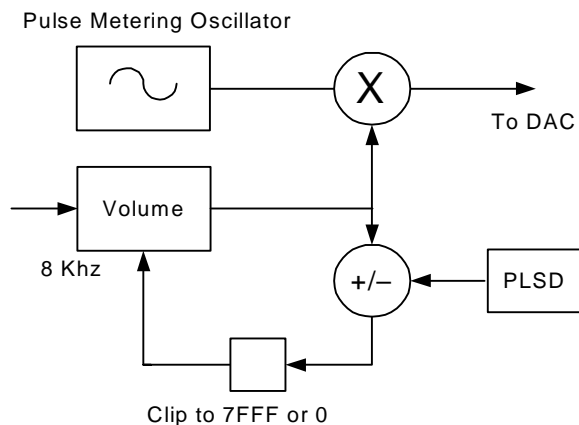 Pulse Metering Oscillator
X
To DAC
Volume
8 Khz
+/–
PLSD
Clip to 7FFF or 0